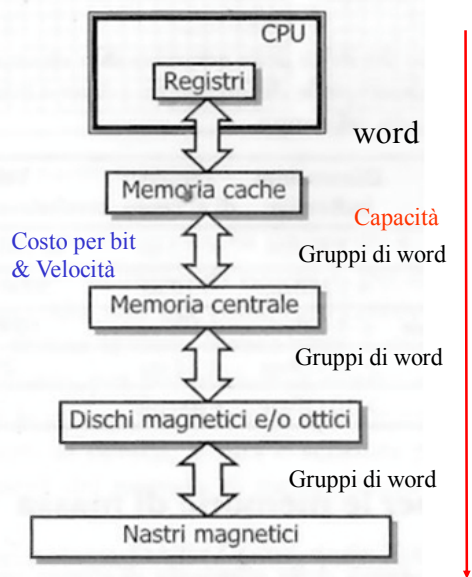 CPU
Registri
word
Memoria cache
Capacità
Costo per bit
& Velocità
Gruppi di word
Memoria centrale
Gruppi di word
Dischi magnetici e/o ottici
Gruppi di word
Nastri magnetici